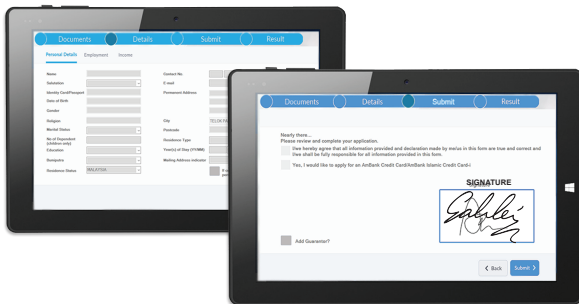 Documents Details Submit Result
Personal Details Employment Income
Name
Salutation
Identity Card/Passport
Date of Birth
Gender
Religion
Marital Status
No of Dependent
(children only)
Education
Bumiputra
Residence Status MALAYSIA
Contact No.
E-mail
Permanent Address
City TELOK PA
Postcode
Residence Type
Year(s) of Stay (YY/MM)
Mailing Address indicator
Documents Details Submit Result
Nearly there...
Please review and complete your application.
I/we hereby agree that all information provided and declaration made by me/us in this form are true and correct and
I/we shall be fully responsible for all information provided in this form.
Yes, I would like to apply for an AmBank Credit Card/AmBank Islamic Credit Card-i
SIGNATURE
Add Guarantor?
Back Submit